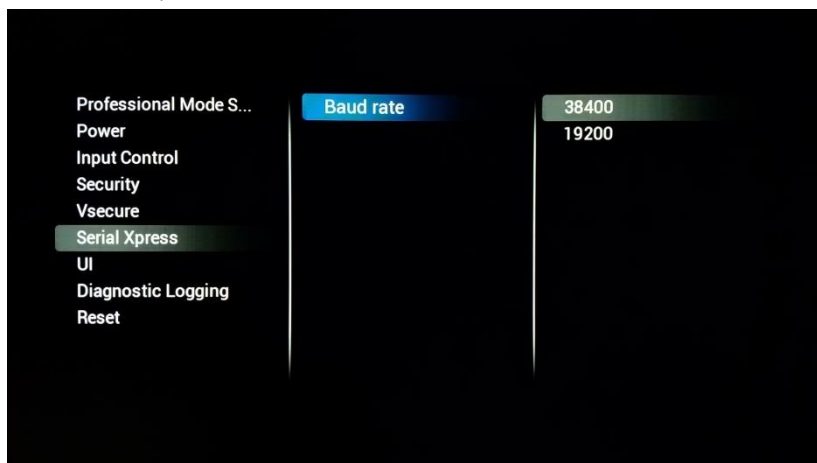 Professional Mode S...
Power
Input Control
Security
Vsecure
Serial Xpress
UI
Diagnostic Logging
Reset
Baud rate
38400
19200